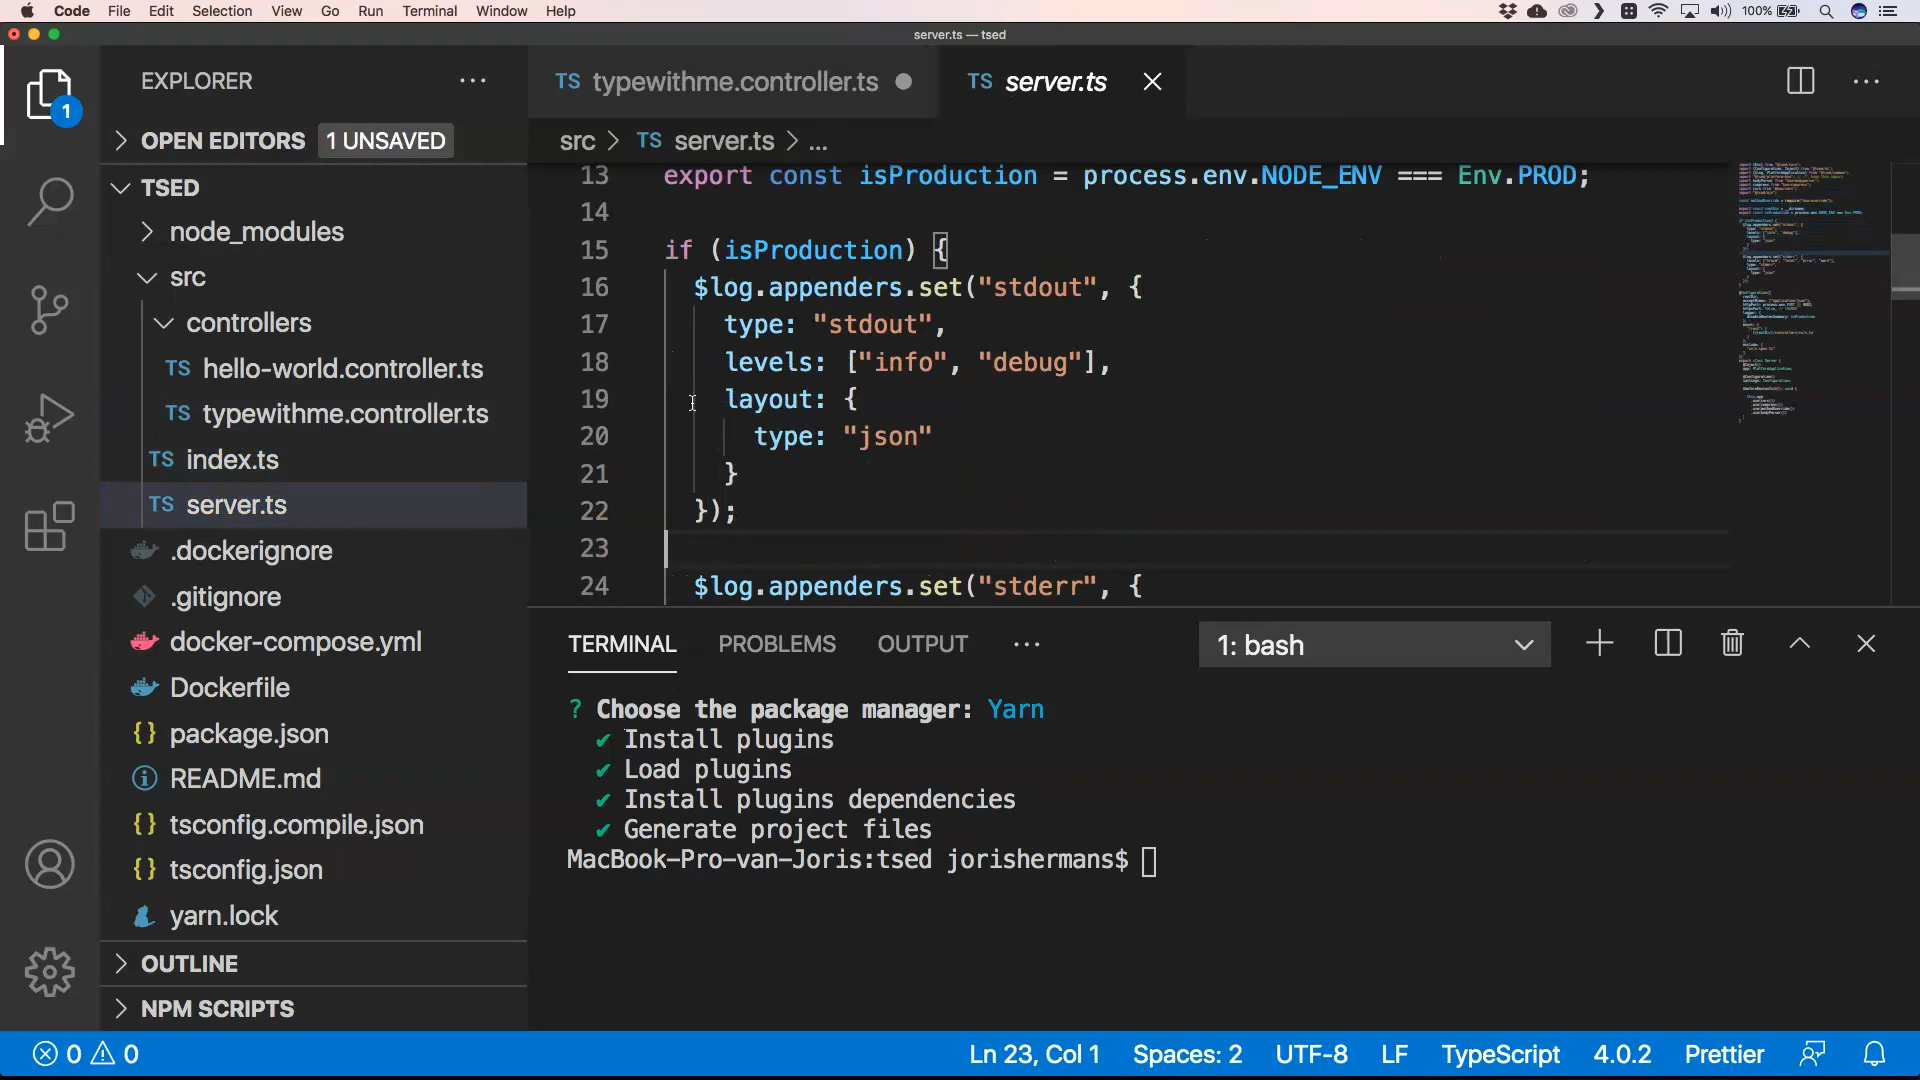 Code File Edit Selection View Go Run Terminal Window Help 100%
server.ts — tsed
EXPLORER
OPEN EDITORS 1 UNSAVED
TSED
node_modules
src
controllers
TS hello-world.controller.ts
TS typewithme.controller.ts
TS index.ts
TS server.ts
.dockerignore
.gitignore
docker-compose.yml
Dockerfile
{} package.json
README.md
{} tsconfig.compile.json
{} tsconfig.json
yarn.lock
OUTLINE
NPM SCRIPTS
1
TS typewithme.controller.ts TS server.ts
src > TS server.ts > ...
13 export const isProduction = process.env.NODE_ENV === Env.PROD;
14
15 if (isProduction) {
16 $log.appenders.set("stdout", {
17 type: "stdout",
18 levels: ["info", "debug"],
19 layout: {
20 type: "json"
21 }
22 });
23
24 $log.appenders.set("stderr", {
TERMINAL PROBLEMS OUTPUT ... 1: bash
? Choose the package manager: Yarn
✔ Install plugins
✔ Load plugins
✔ Install plugins dependencies
✔ Generate project files
MacBook-Pro-van-Joris:tsed jorishermans$
0 0 Ln 23, Col 1 Spaces: 2 UTF-8 LF TypeScript 4.0.2 Prettier